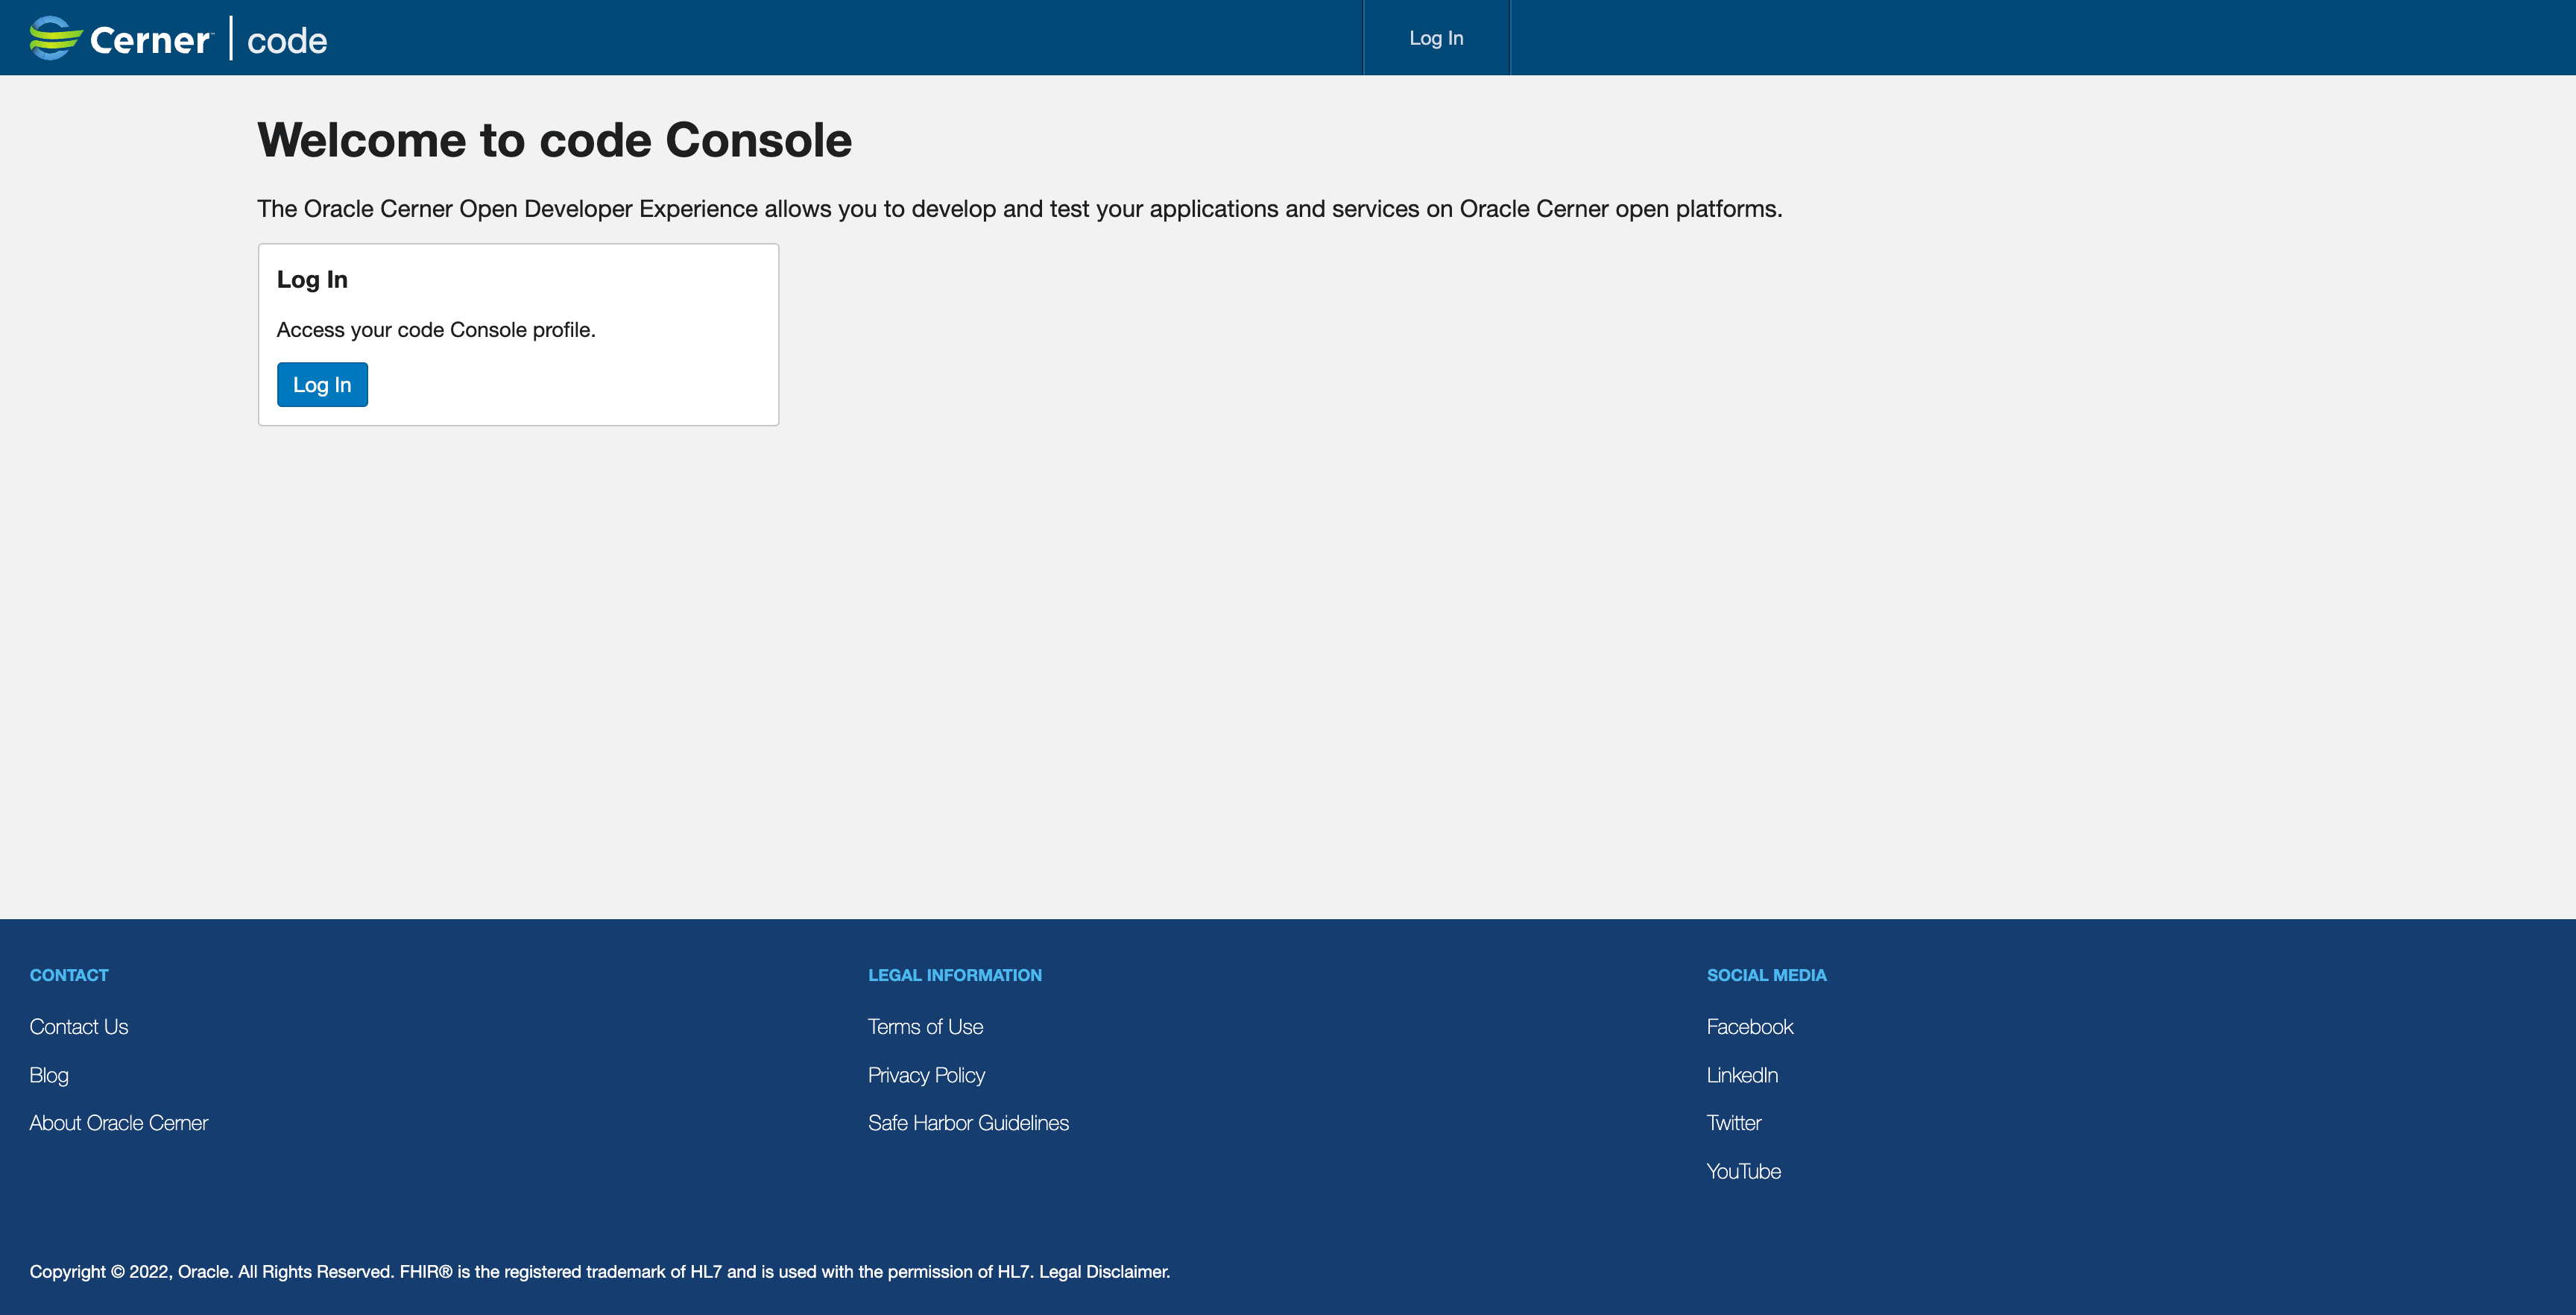 Cerner™ | code
Log In
Welcome to code Console
The Oracle Cerner Open Developer Experience allows you to develop and test your applications and services on Oracle Cerner open platforms.
Log In
Access your code Console profile.
Log In
CONTACT
Contact Us
Blog
About Oracle Cerner
LEGAL INFORMATION
Terms of Use
Privacy Policy
Safe Harbor Guidelines
SOCIAL MEDIA
Facebook
LinkedIn
Twitter
YouTube
Copyright © 2022, Oracle. All Rights Reserved. FHIR® is the registered trademark of HL7 and is used with the permission of HL7. Legal Disclaimer.